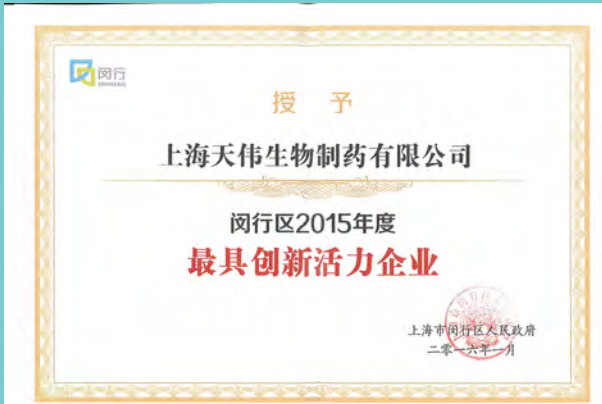 闵行
MINHANG
授 予
上海天伟生物制药有限公司
闵行区2015年度
最具创新活力企业
上海市闵行区人民政府
二零一六年一月